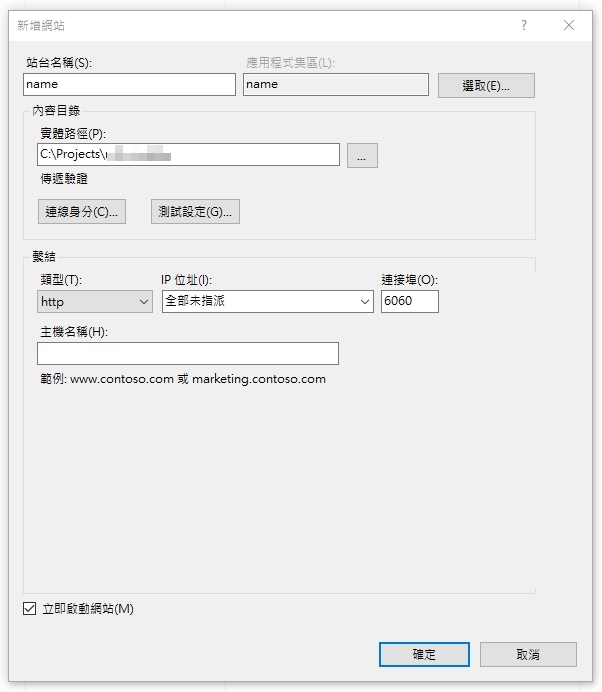 新增網站
?
站台名稱(S):
應用程式集區(L):
name
name
選取(E)...
內容目錄
實體路徑(P):
C:\Projects\
...
傳遞驗證
連線身分(C)...
測試設定(G)...
繫結
類型(T):
IP 位址(I):
連接埠(O):
http
全部未指派
6060
主機名稱(H):
範例: www.contoso.com 或 marketing.contoso.com
立即啟動網站(M)
確定
取消